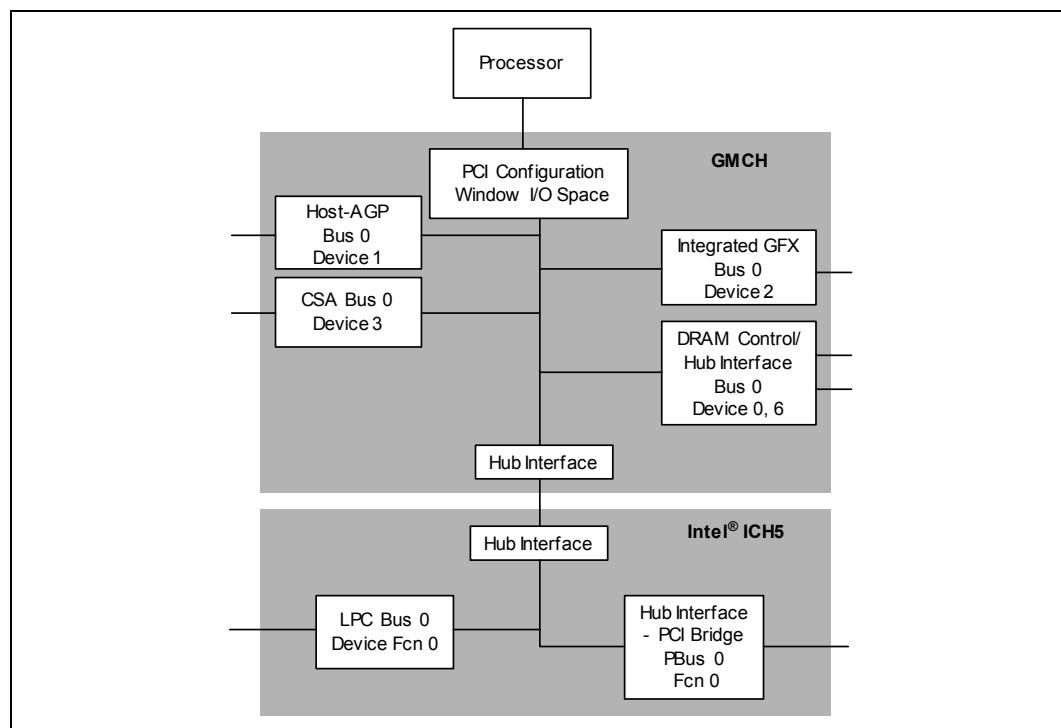 Processor
GMCH
PCI Configuration
Window I/O Space
Host-AGP
Bus 0
Device 1
Integrated GFX
Bus 0
Device 2
CSA Bus 0
Device 3
DRAM Control/
Hub Interface
Bus 0
Device 0, 6
Hub Interface
Intel® ICH5
Hub Interface
LPC Bus 0
Device Fcn 0
Hub Interface
- PCI Bridge
PBus 0
Fcn 0